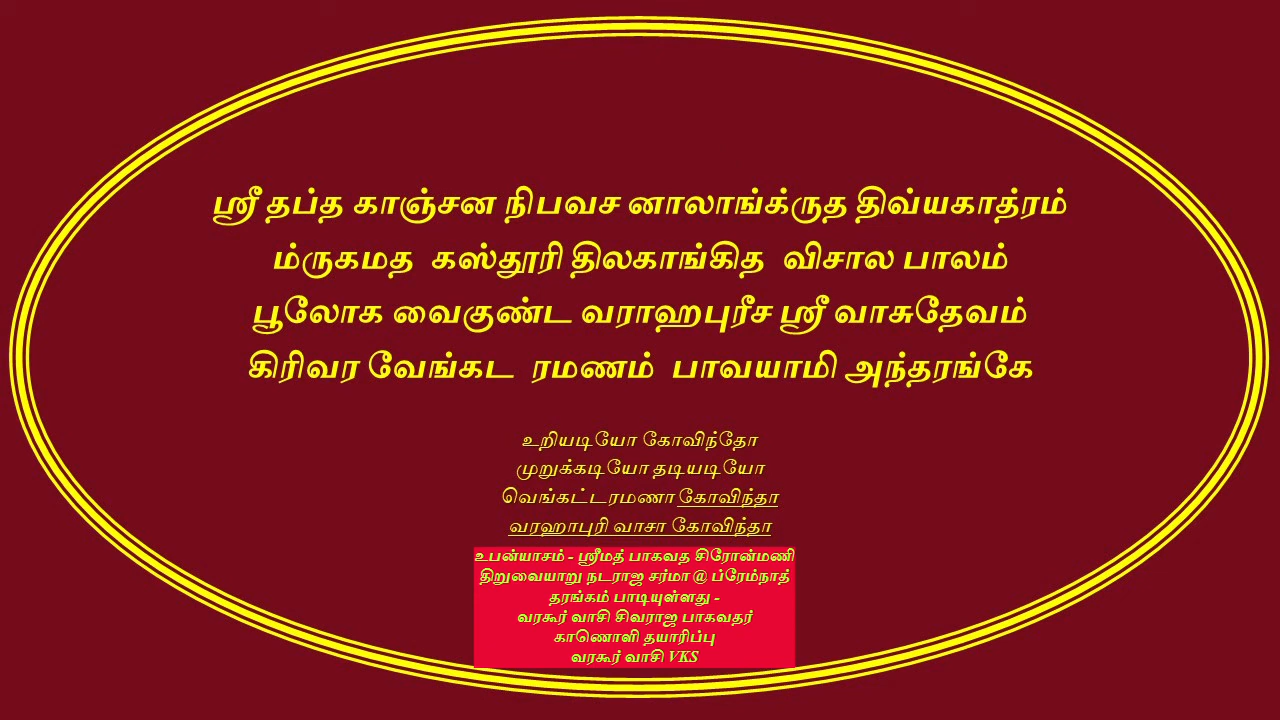 ஸ்ரீ தப்த காஞ்சன நிபவச னாலாங்க்ருத திவ்யகாத்ரம்
ம்ருகமத கஸ்தூரி திலகாங்கித விசால பாலம்
பூலோக வைகுண்ட வராஹபுரீச ஸ்ரீ வாசுதேவம்
கிரிவர வேங்கட ரமணம் பாவயாமி அந்தரங்கே
உறியடியோ கோவிந்தோ
முறுக்கடியோ தடியடியோ
வெங்கட்டரமணா கோவிந்தா
வரஹாபுரி வாசா கோவிந்தா
உபன்யாசம் - ஸ்ரீமத் பாகவத சிரோன்மணி
திறுவையாறு நடராஜ சர்மா @ ப்ரேம்நாத்
தரங்கம் பாடியுள்ளது -
வரகூர் வாசி சிவராஜ பாகவதர்
காணொளி தயாரிப்பு
வரகூர் வாசி VKS